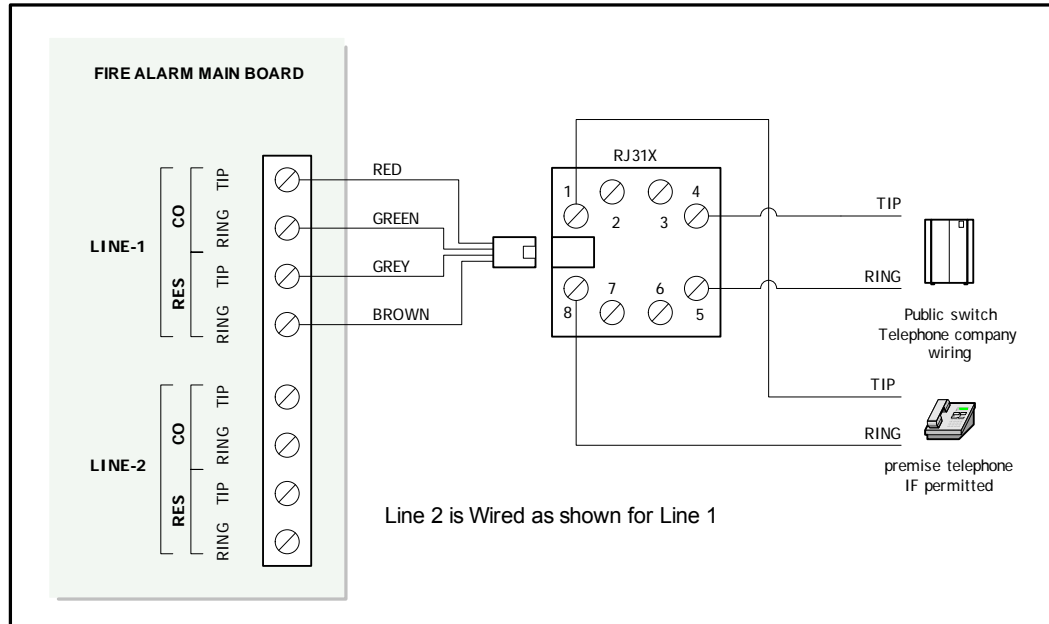 FIRE ALARM MAIN BOARD
LINE-1
CO
TIP
RING
RES
TIP
RING
RED
GREEN
GREY
BROWN
LINE-2
CO
TIP
RING
RES
TIP
RING
RJ31X
1
2
3
4
8
7
6
5
TIP
RING
Public switch
Telephone company
wiring
TIP
RING
premise telephone
IF permitted
Line 2 is Wired as shown for Line 1